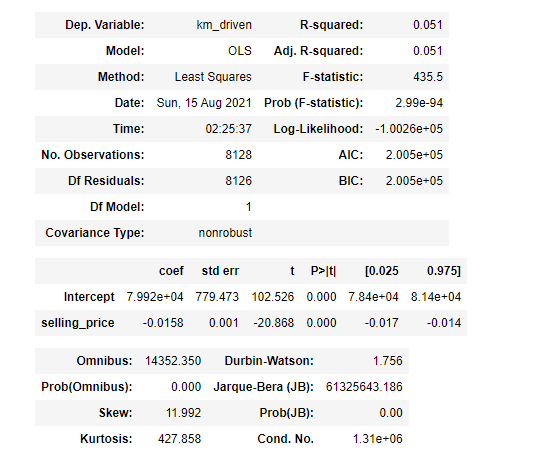 Dep. Variable: km_driven R-squared: 0.051
Model: OLS Adj. R-squared: 0.051
Method: Least Squares F-statistic: 435.5
Date: Sun, 15 Aug 2021 Prob (F-statistic): 2.99e-94
Time: 02:25:37 Log-Likelihood: -1.0026e+05
No. Observations: 8128 AIC: 2.005e+05
Df Residuals: 8126 BIC: 2.005e+05
Df Model: 1
Covariance Type: nonrobust
coef std err t P>|t| [0.025 0.975]
Intercept 7.992e+04 779.473 102.526 0.000 7.84e+04 8.14e+04
selling_price -0.0158 0.001 -20.868 0.000 -0.017 -0.014
Omnibus: 14352.350 Durbin-Watson: 1.756
Prob(Omnibus): 0.000 Jarque-Bera (JB): 61325643.186
Skew: 11.992 Prob(JB): 0.00
Kurtosis: 427.858 Cond. No. 1.31e+06